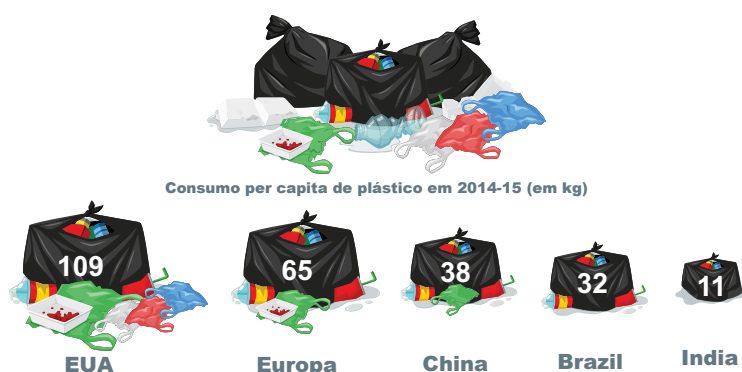 Consumo per capita de plástico em 2014-15 (em kg)
109
65
38
32
11
EUA
Europa
China
Brazil
India